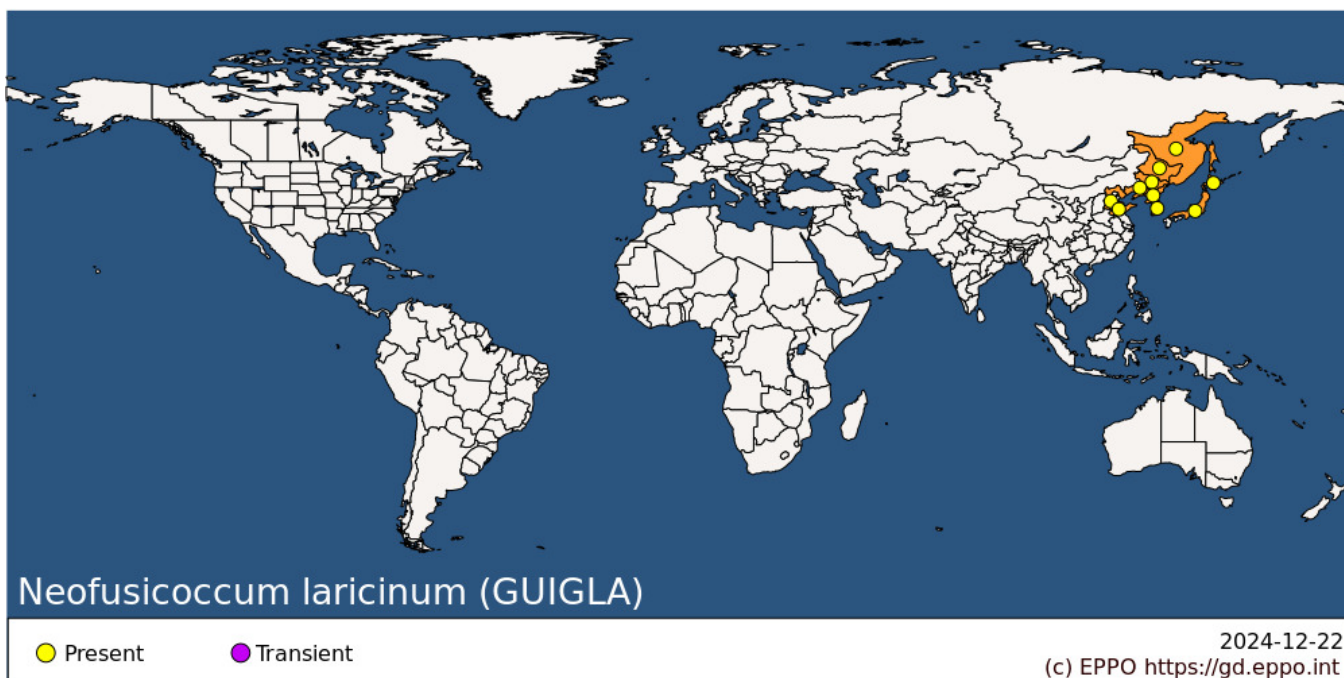 Neofusicoccum laricinum (GUIGLA)
Present
Transient
2024-12-22
(c) EPPO https://gd.eppo.int